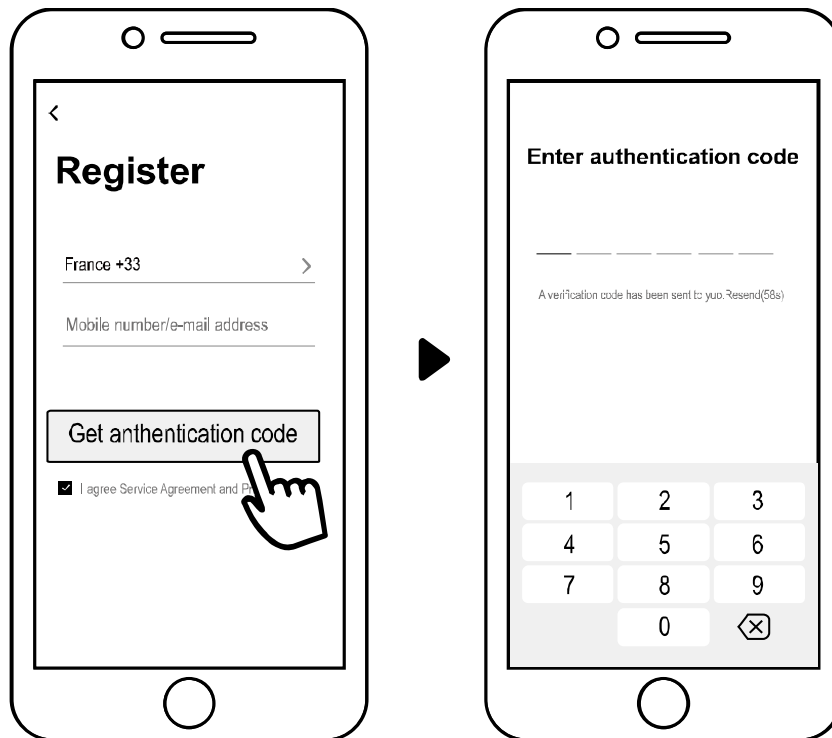 Register
France +33
Mobile number/e-mail address
Get anthentication code
I agree Service Agreement and Pr
Enter authentication code
A verification code has been sent to yuo.Resend(58s)
1 2 3
4 5 6
7 8 9
0